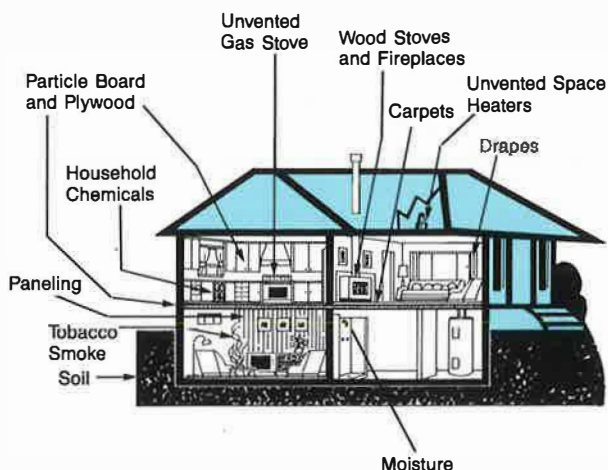 Unvented
Gas Stove
Wood Stoves
and Fireplaces
Particle Board
and Plywood
Unvented Space
Heaters
Carpets
Drapes
Household
Chemicals
Paneling
Tobacco
Smoke
Soil
Moisture